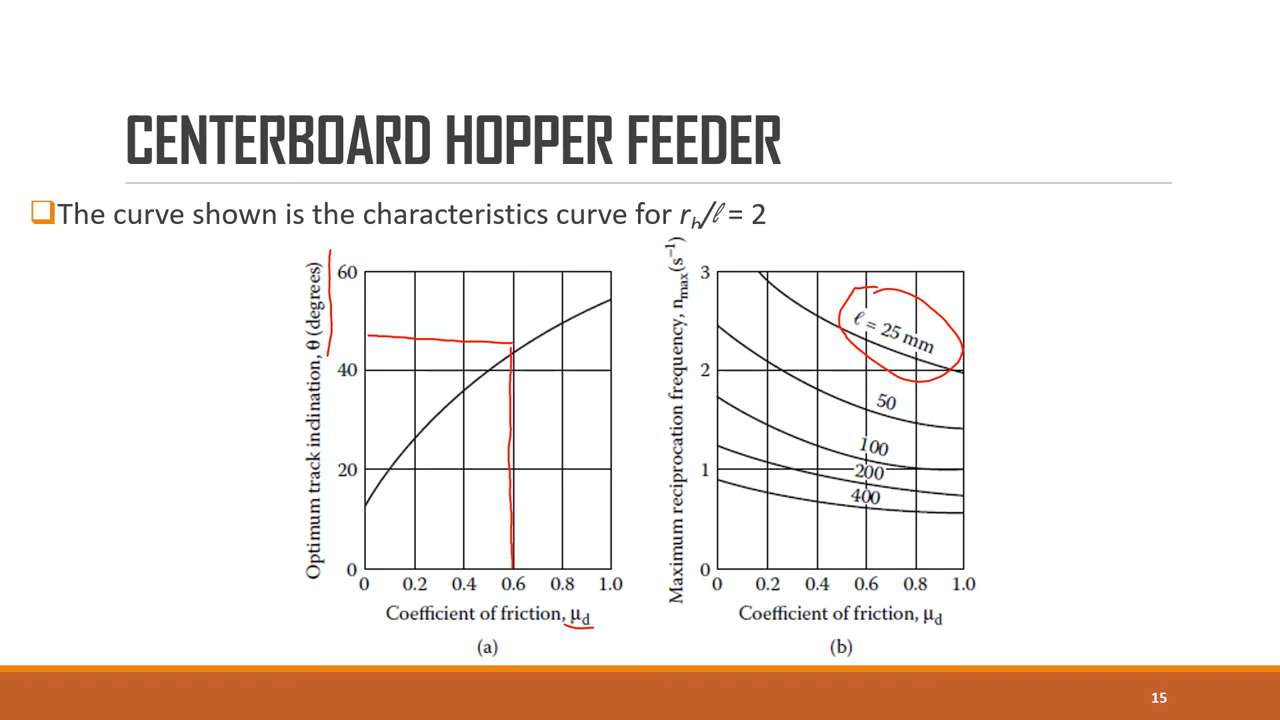 CENTERBOARD HOPPER FEEDER
The curve shown is the characteristics curve for r_b/ℓ = 2
Optimum track indination, θ (degrees)
60
40
20
0
0 0.2 0.4 0.6 0.8 1.0
Coefficient of friction, μd
(a)
Maximum reciprocation frequency, nmax(s⁻¹)
3
2
1
0
ℓ = 25 mm
50
100
200
400
0 0.2 0.4 0.6 0.8 1.0
Coefficient of friction, μd
(b)
15